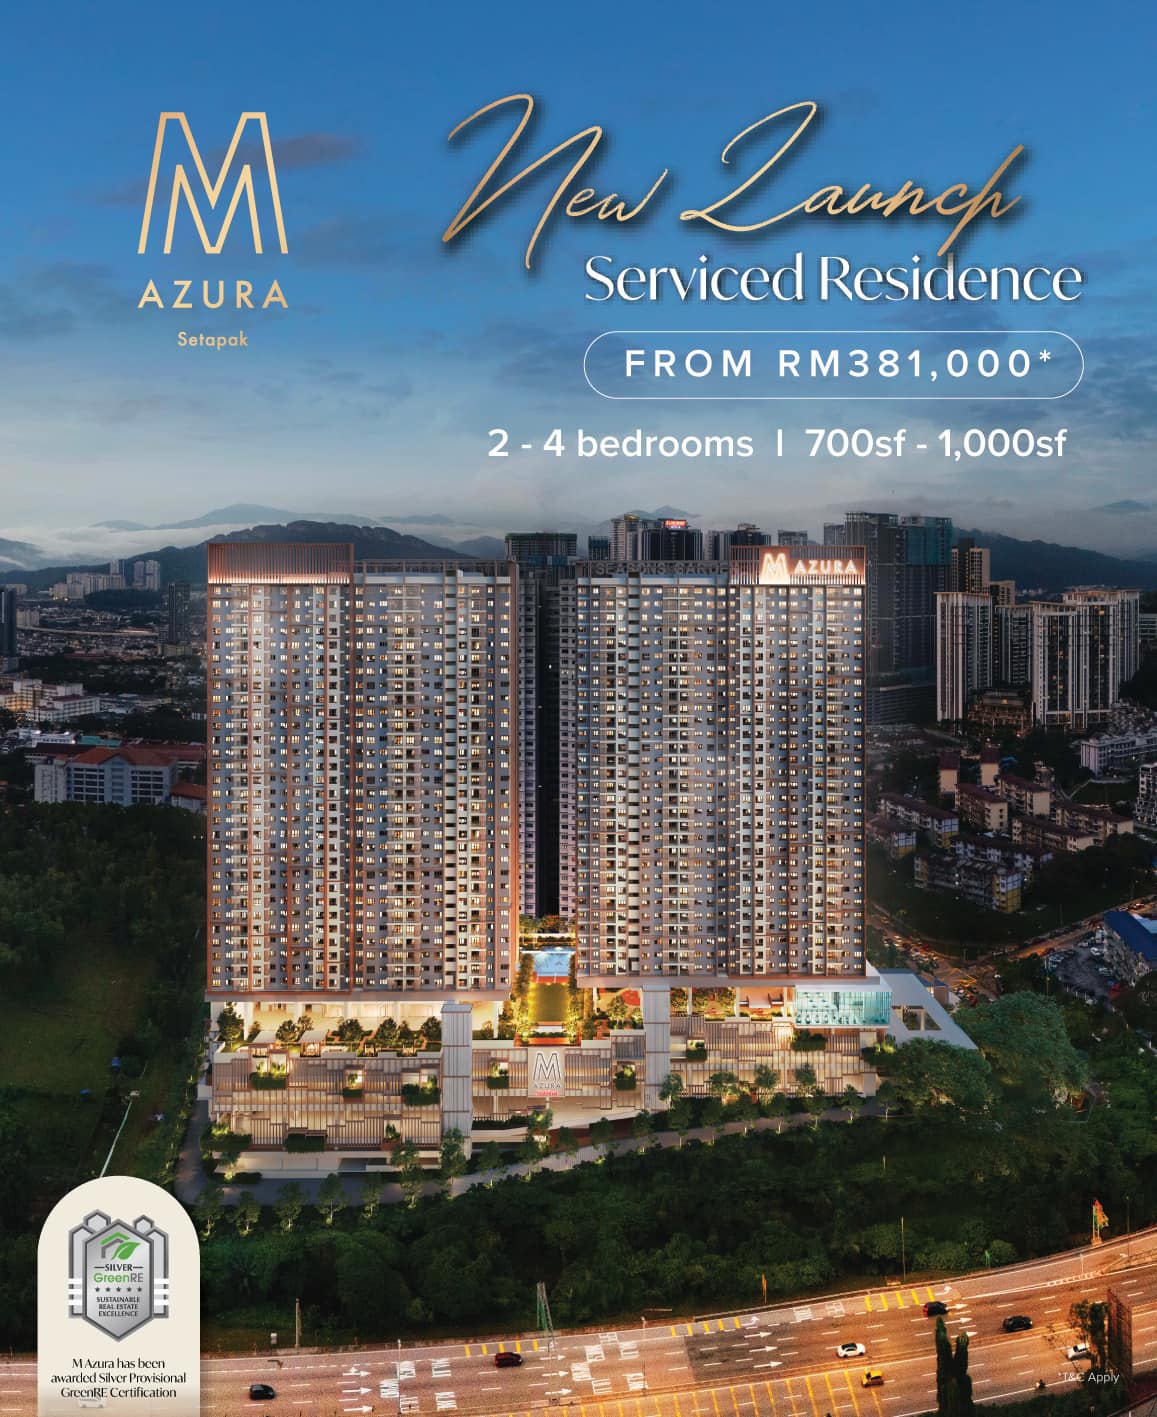 M
AZURA
Setapak
New Launch
Serviced Residence
FROM RM381,000*
2 - 4 bedrooms | 700sf - 1,000sf
M AZURA
M
AZURA
SILVER
GreenRE
SUSTAINABLE
REAL ESTATE
EXCELLENCE
M Azura has been
awarded Silver Provisional
GreenRE Certification
*T&C Apply